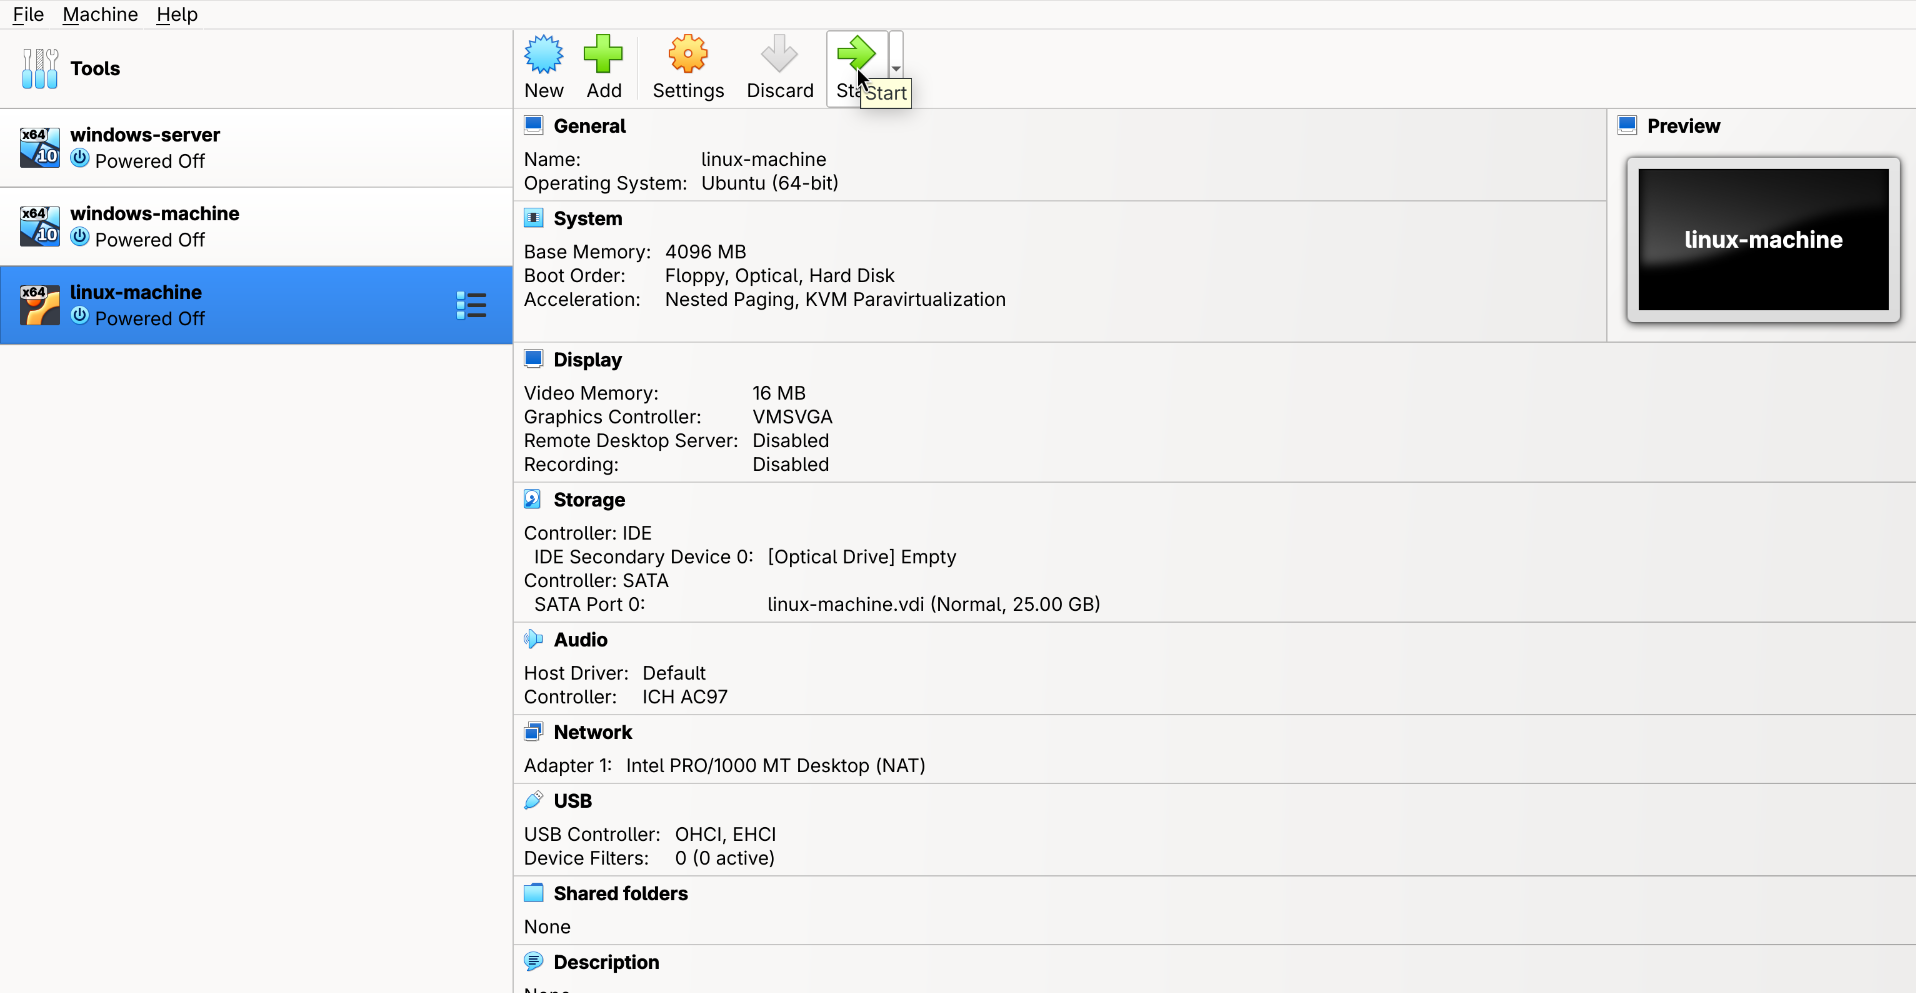 File Machine Help
Tools
New Add Settings Discard Sta
Start
x64 windows-server
10 Powered Off
x64 windows-machine
10 Powered Off
x64 linux-machine
Powered Off
General
Name: linux-machine
Operating System: Ubuntu (64-bit)
System
Base Memory: 4096 MB
Boot Order: Floppy, Optical, Hard Disk
Acceleration: Nested Paging, KVM Paravirtualization
Preview
linux-machine
Display
Video Memory: 16 MB
Graphics Controller: VMSVGA
Remote Desktop Server: Disabled
Recording: Disabled
Storage
Controller: IDE
IDE Secondary Device 0: [Optical Drive] Empty
Controller: SATA
SATA Port 0: linux-machine.vdi (Normal, 25.00 GB)
Audio
Host Driver: Default
Controller: ICH AC97
Network
Adapter 1: Intel PRO/1000 MT Desktop (NAT)
USB
USB Controller: OHCI, EHCI
Device Filters: 0 (0 active)
Shared folders
None
Description